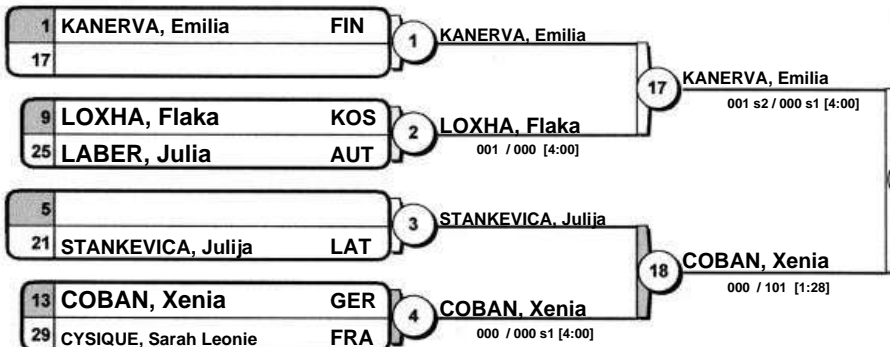 1 KANERVA, Emilia FIN
17
1 KANERVA, Emilia
17 KANERVA, Emilia
001 s2 / 000 s1 [4:00]
9 LOXHA, Flaka KOS
25 LABER, Julia AUT
2 LOXHA, Flaka
001 / 000 [4:00]
5
21 STANKEVICA, Julija LAT
3 STANKEVICA, Julija
18 COBAN, Xenia
000 / 101 [1:28]
13 COBAN, Xenia GER
29 CYSIQUE, Sarah Leonie FRA
4 COBAN, Xenia
000 / 000 s1 [4:00]